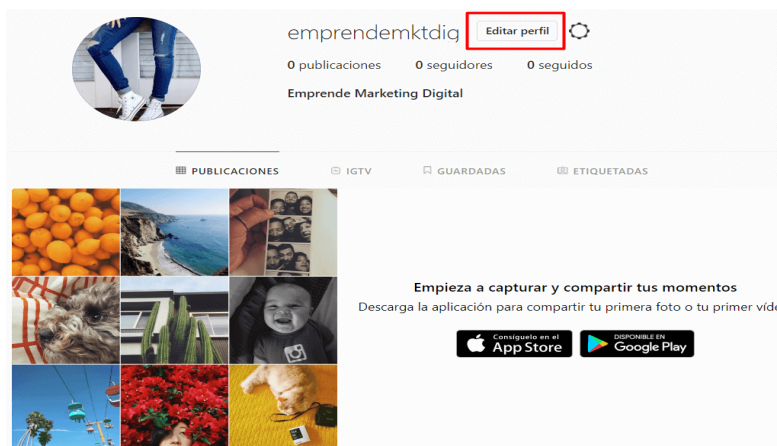 emprendemktdig Editar perfil
0 publicaciones 0 seguidores 0 seguidos
Emprende Marketing Digital
PUBLICACIONES IGTV GUARDADAS ETIQUETADAS
Empieza a capturar y compartir tus momentos
Descarga la aplicación para compartir tu primera foto o tu primer víde
Consíguelo en el
App Store
DISPONIBLE EN
Google Play